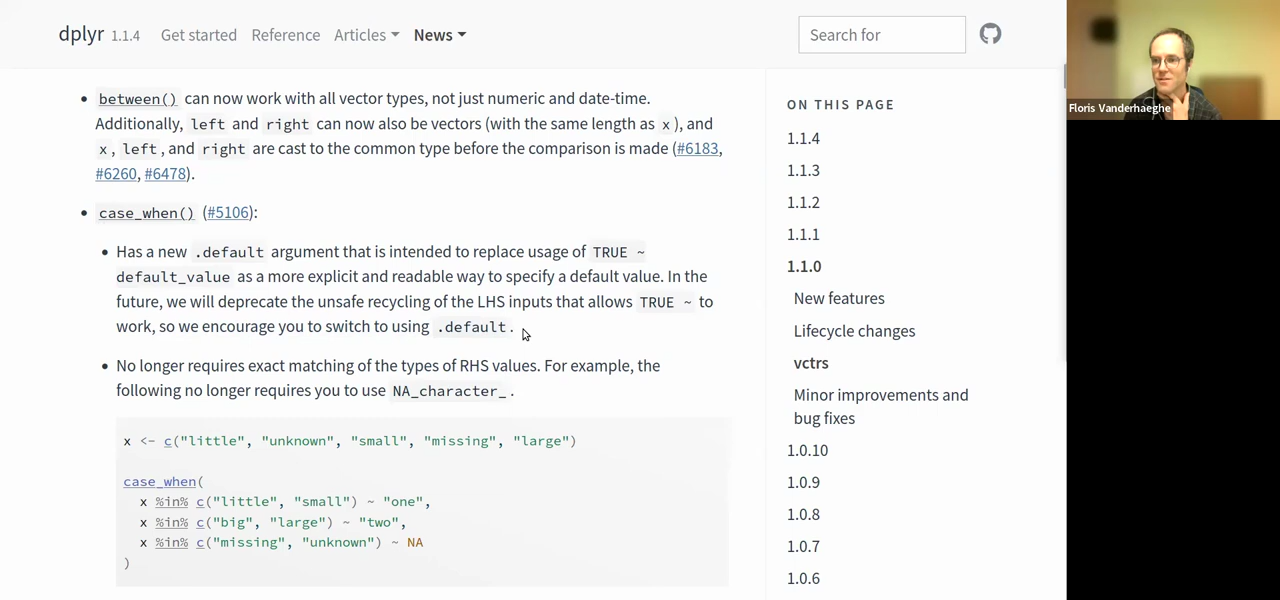 dplyr 1.1.4 Get started Reference Articles News
Search for
between() can now work with all vector types, not just numeric and date-time.
Additionally, left and right can now also be vectors (with the same length as x), and
x, left, and right are cast to the common type before the comparison is made (#6183,
#6260, #6478).
case_when() (#5106):
Has a new .default argument that is intended to replace usage of TRUE ~
default_value as a more explicit and readable way to specify a default value. In the
future, we will deprecate the unsafe recycling of the LHS inputs that allows TRUE ~ to
work, so we encourage you to switch to using .default.
No longer requires exact matching of the types of RHS values. For example, the
following no longer requires you to use NA_character_.
x <- c("little", "unknown", "small", "missing", "large")
case_when(
x %in% c("little", "small") ~ "one",
x %in% c("big", "large") ~ "two",
x %in% c("missing", "unknown") ~ NA
)
ON THIS PAGE
1.1.4
1.1.3
1.1.2
1.1.1
1.1.0
New features
Lifecycle changes
vctrs
Minor improvements and
bug fixes
1.0.10
1.0.9
1.0.8
1.0.7
1.0.6
Floris Vanderhaeghe